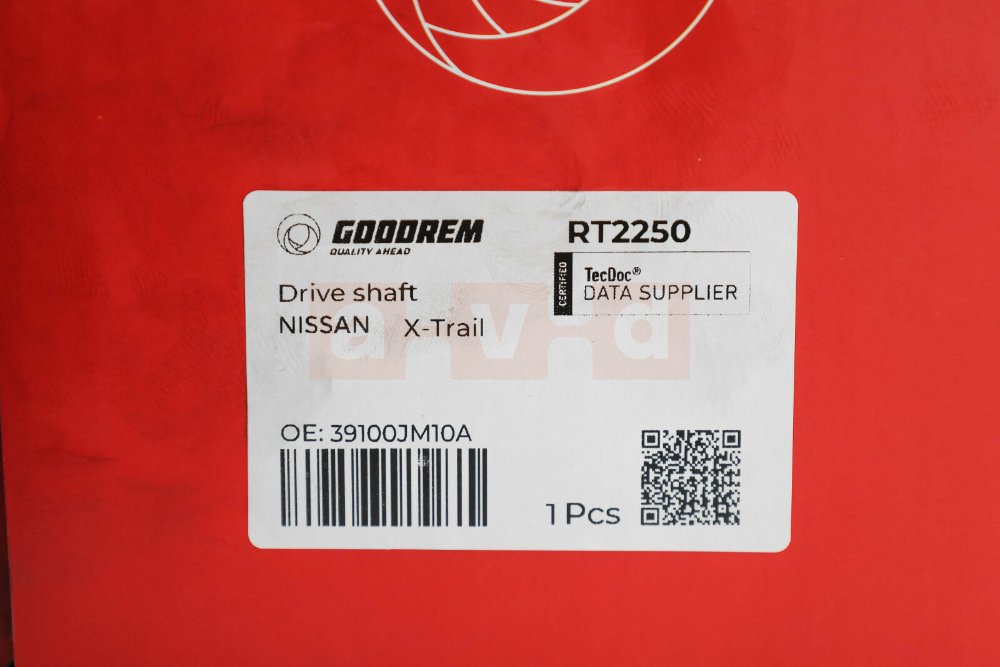 GOODREM
QUALITY AHEAD
RT2250
CERTIFIED
TecDoc®
DATA SUPPLIER
Drive shaft
NISSAN X-Trail
a-v-d
OE: 39100JM10A
1 Pcs